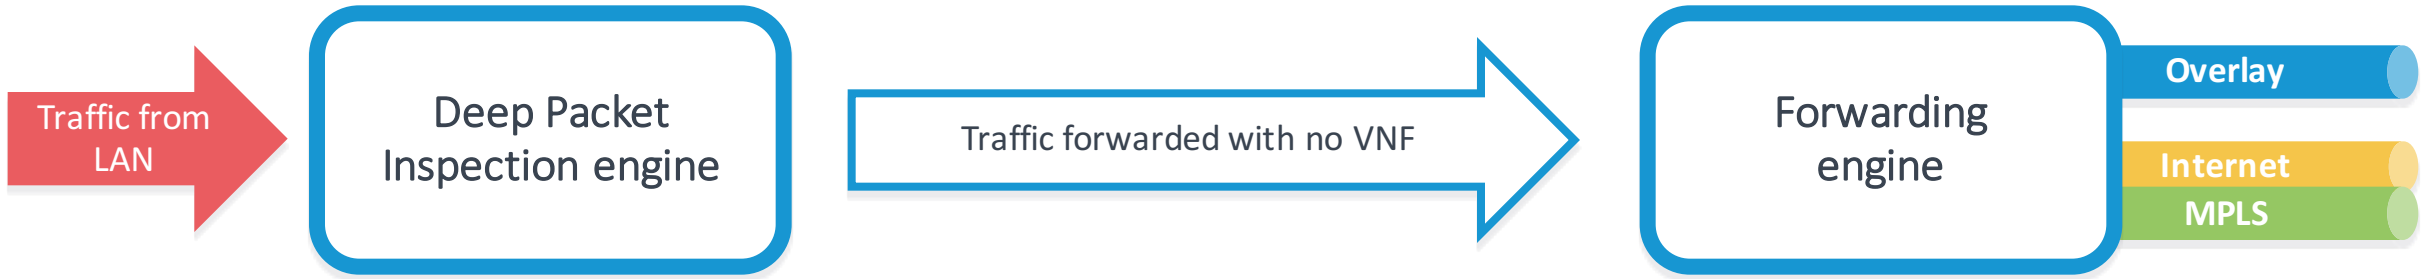 Traffic from
LAN
Deep Packet
Inspection engine
Traffic forwarded with no VNF
Forwarding
engine
Overlay
Internet
MPLS